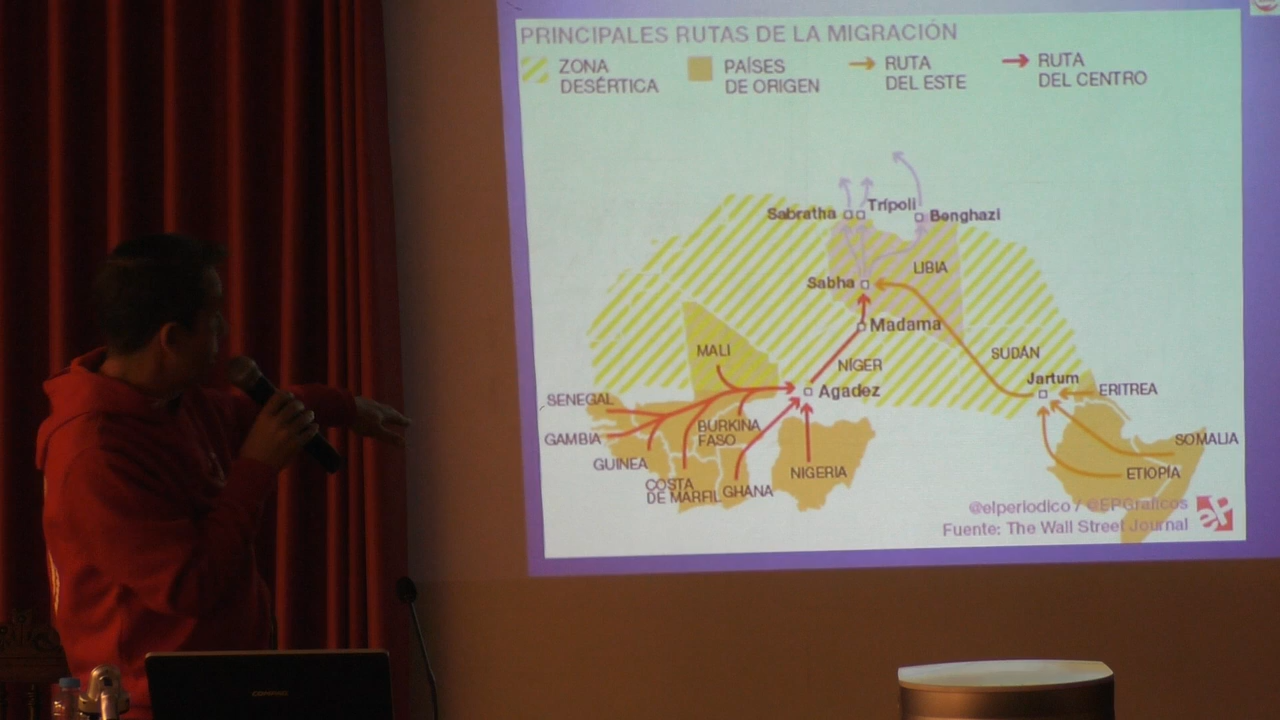 PRINCIPALES RUTAS DE LA MIGRACIÓN
ZONA
DESÉRTICA
PAÍSES
DE ORIGEN
RUTA
DEL ESTE
RUTA
DEL CENTRO
Sabratha
Trípoli
Benghazi
LIBIA
Sabha
Madama
MALI
NÍGER
SUDÁN
Agadez
Jartum
ERITREA
SENEGAL
GAMBIA
BURKINA
FASO
SOMALIA
GUINEA
NIGERIA
ETIOPÍA
COSTA
DE MARFIL
GHANA
@elperiodico / @EPGraficos
Fuente: The Wall Street Journal
eP
COMPAQ